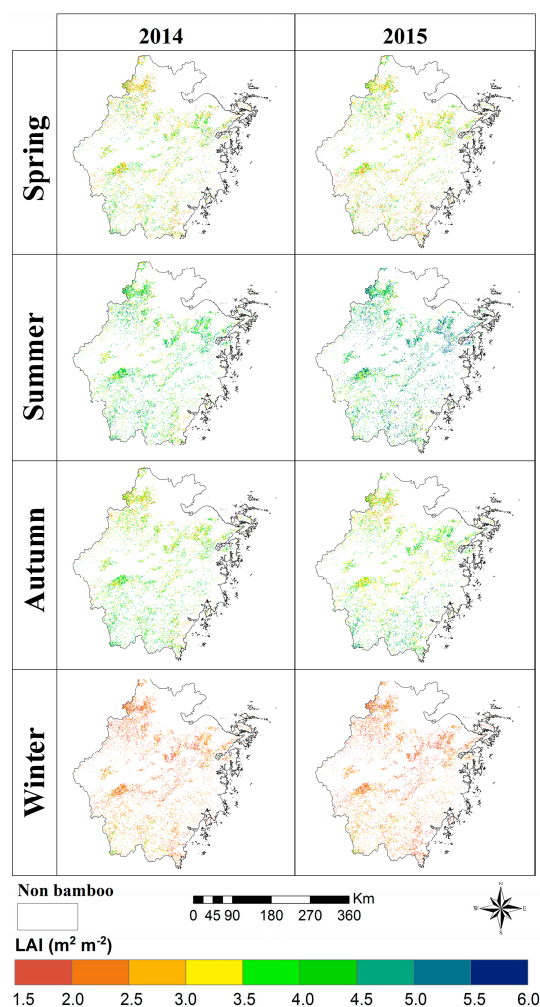 2014 2015
Spring
Summer
Autumn
Winter
Non bamboo
Km
0 45 90 180 270 360
N
W E
S
LAI (m² m⁻²)
1.5 2.0 2.5 3.0 3.5 4.0 4.5 5.0 5.5 6.0